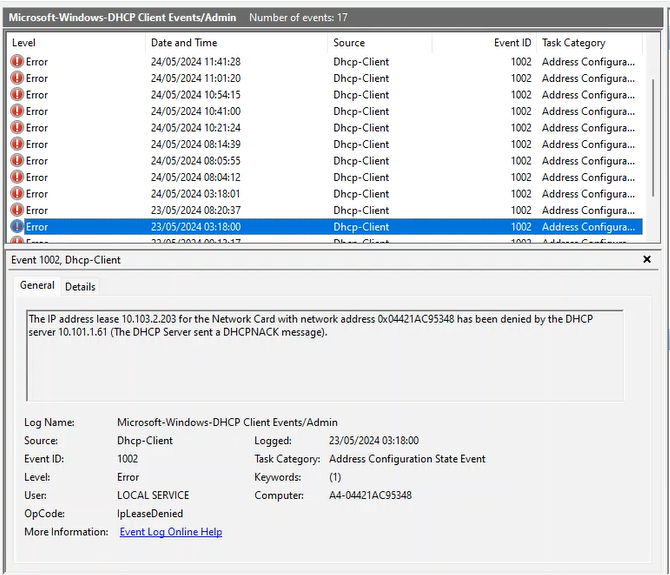 Microsoft-Windows-DHCP Client Events/Admin Number of events: 17
Level Date and Time Source Event ID Task Category
Error 24/05/2024 11:41:28 Dhcp-Client 1002 Address Configura...
Error 24/05/2024 11:01:20 Dhcp-Client 1002 Address Configura...
Error 24/05/2024 10:54:15 Dhcp-Client 1002 Address Configura...
Error 24/05/2024 10:41:00 Dhcp-Client 1002 Address Configura...
Error 24/05/2024 10:21:24 Dhcp-Client 1002 Address Configura...
Error 24/05/2024 08:14:39 Dhcp-Client 1002 Address Configura...
Error 24/05/2024 08:05:55 Dhcp-Client 1002 Address Configura...
Error 24/05/2024 08:04:12 Dhcp-Client 1002 Address Configura...
Error 24/05/2024 03:18:01 Dhcp-Client 1002 Address Configura...
Error 23/05/2024 08:20:37 Dhcp-Client 1002 Address Configura...
Error 23/05/2024 03:18:00 Dhcp-Client 1002 Address Configura...
Event 1002, Dhcp-Client
General Details
The IP address lease 10.103.2.203 for the Network Card with network address 0x04421AC95348 has been denied by the DHCP
server 10.101.1.61 (The DHCP Server sent a DHCPNACK message).
Log Name: Microsoft-Windows-DHCP Client Events/Admin
Source: Dhcp-Client Logged: 23/05/2024 03:18:00
Event ID: 1002 Task Category: Address Configuration State Event
Level: Error Keywords: (1)
User: LOCAL SERVICE Computer: A4-04421AC95348
OpCode: IpLeaseDenied
More Information: Event Log Online Help